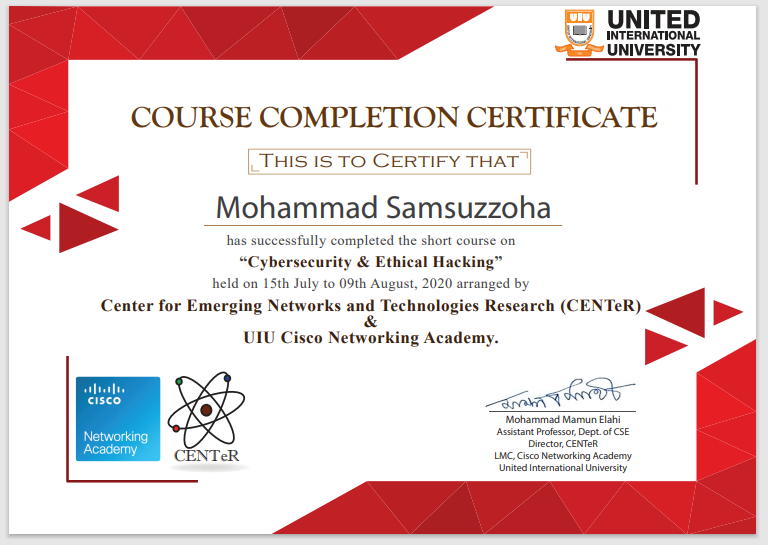 UNITED
INTERNATIONAL
UNIVERSITY
COURSE COMPLETION CERTIFICATE
THIS IS TO CERTIFY THAT
Mohammad Samsuzzoha
has successfully completed the short course on
“Cybersecurity & Ethical Hacking”
held on 15th July to 09th August, 2020 arranged by
Center for Emerging Networks and Technologies Research (CENTeR)
&
UIU Cisco Networking Academy.
CISCO
Networking
Academy
CENTeR
Mohammad Mamun Elahi
Assistant Professor, Dept. of CSE
Director, CENTeR
LMC, Cisco Networking Academy
United International University